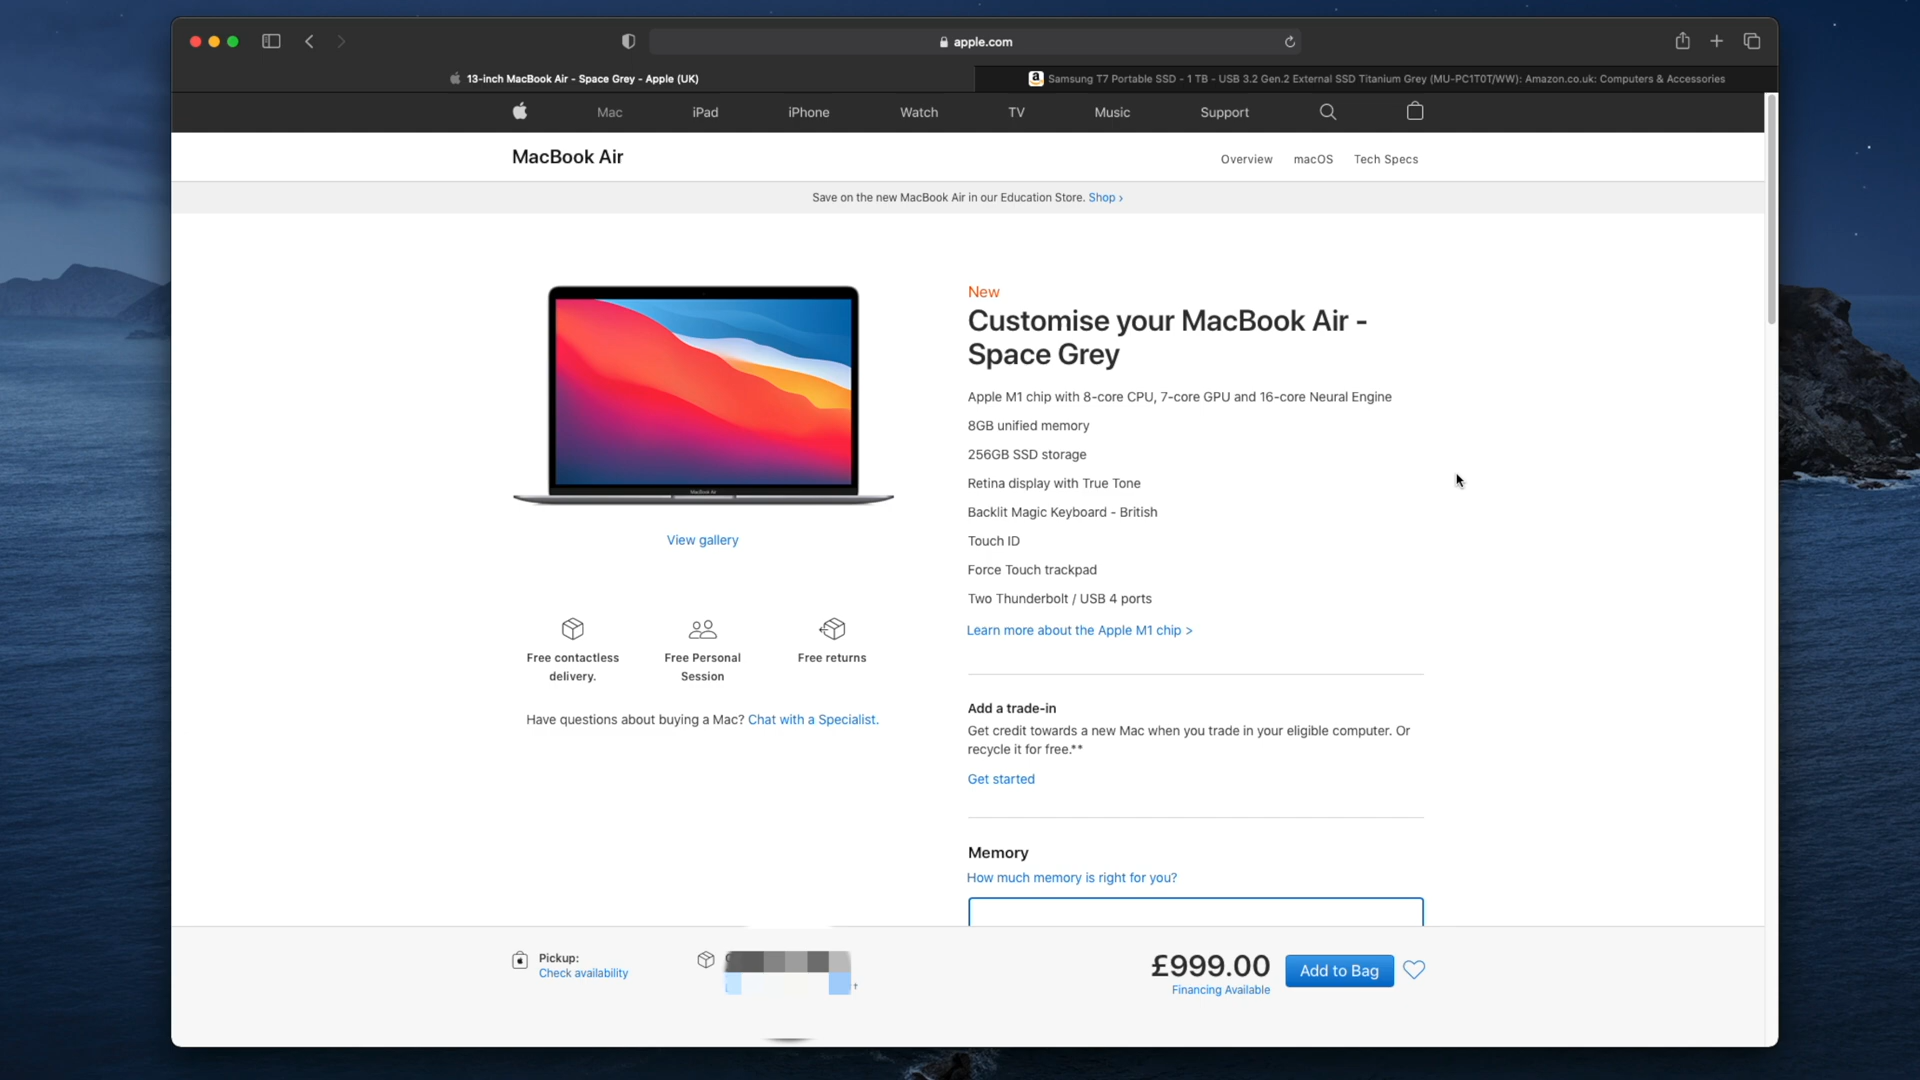 apple.com
13-inch MacBook Air - Space Grey - Apple (UK)
Samsung T7 Portable SSD - 1 TB - USB 3.2 Gen.2 External SSD Titanium Grey (MU-PC1T0T/WW): Amazon.co.uk: Computers & Accessories
Mac
iPad
iPhone
Watch
TV
Music
Support
MacBook Air
Overview
macOS
Tech Specs
Save on the new MacBook Air in our Education Store. Shop ›
MacBook Air
View gallery
Free contactless
delivery.
Free Personal
Session
Free returns
Have questions about buying a Mac? Chat with a Specialist.
New
Customise your MacBook Air -
Space Grey
Apple M1 chip with 8-core CPU, 7-core GPU and 16-core Neural Engine
8GB unified memory
256GB SSD storage
Retina display with True Tone
Backlit Magic Keyboard - British
Touch ID
Force Touch trackpad
Two Thunderbolt / USB 4 ports
Learn more about the Apple M1 chip >
Add a trade-in
Get credit towards a new Mac when you trade in your eligible computer. Or
recycle it for free.**
Get started
Memory
How much memory is right for you?
Pickup:
Check availability
£999.00
Financing Available
Add to Bag